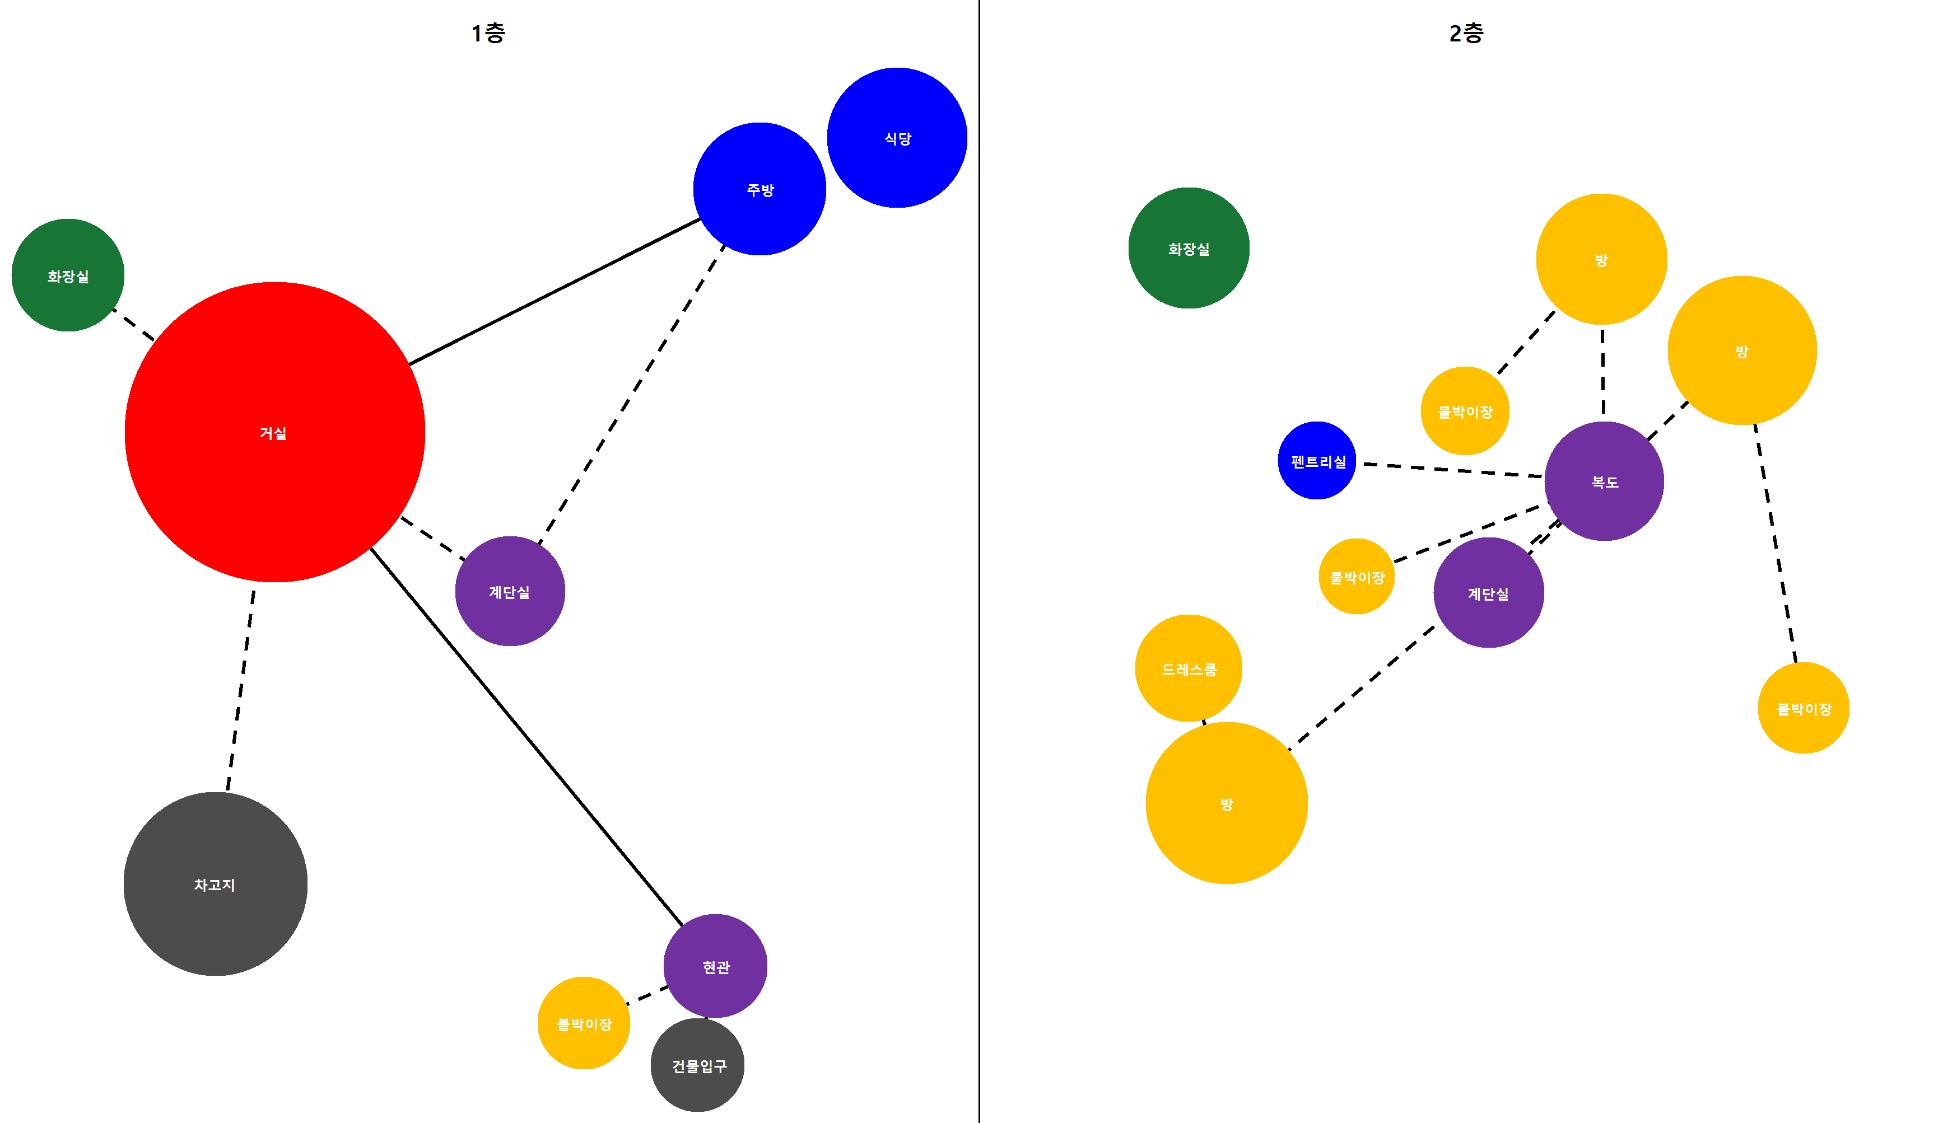 1층
식당
주방
화장실
거실
계단실
차고지
현관
붙박이장
건물입구
2층
화장실
방
방
붙박이장
펜트리실
복도
붙박이장
계단실
드레스룸
붙박이장
방